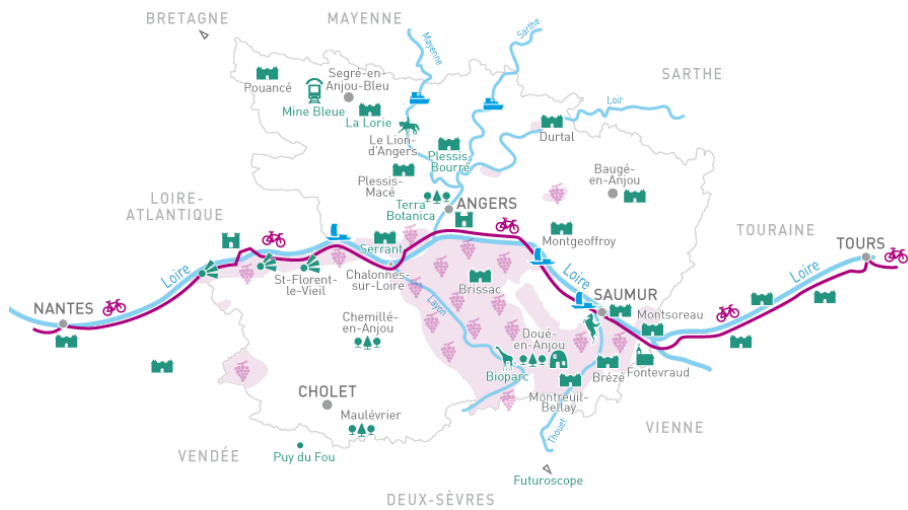 BRETAGNE
MAYENNE
Mayenne
Sarthe
SARTHE
Pouancé
Segré-en-
Anjou-Bleu
Mine Bleue
La Lorie
Loir
Le Lion-
d'Angers
Plessis-
Bourré
Durtal
Plessis-
Macé
Baugé-
en-Anjou
Terra
Botanica
ANGERS
LOIRE-
ATLANTIQUE
Serrant
Montgeoffroy
TOURAINE
TOURS
Loire
Loire
Loire
St-Florent-
le-Vieil
Chalonnes-
sur-Loire
Brissac
SAUMUR
Montsoreau
NANTES
Layon
Chemillé-
en-Anjou
Doué-
en-Anjou
Bioparc
Brézé
Fontevraud
CHOLET
Montreuil-
Bellay
Maulévrier
VIENNE
Thouet
VENDÉE
Puy du Fou
Futuroscope
DEUX-SÈVRES